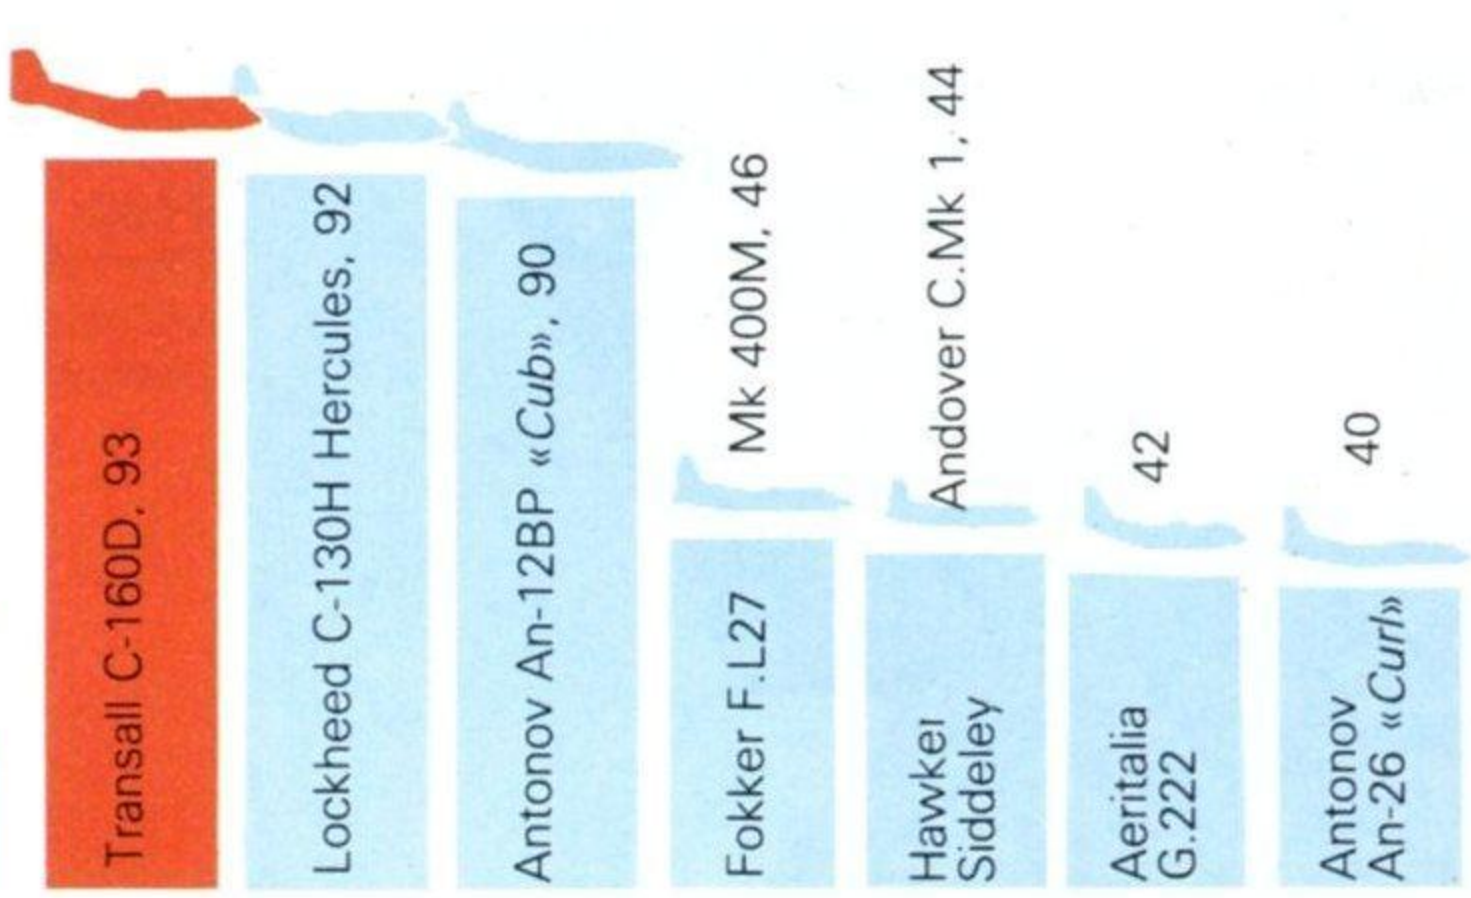 Transall C-160D, 93
Lockheed C-130H Hercules, 92
Antonov An-12BP «Cub», 90
Fokker F.L27 Mk 400M, 46
Hawker
Siddeley Andover C.Mk 1, 44
Aeritalia
G.222 42
Antonov
An-26 «Curl» 40